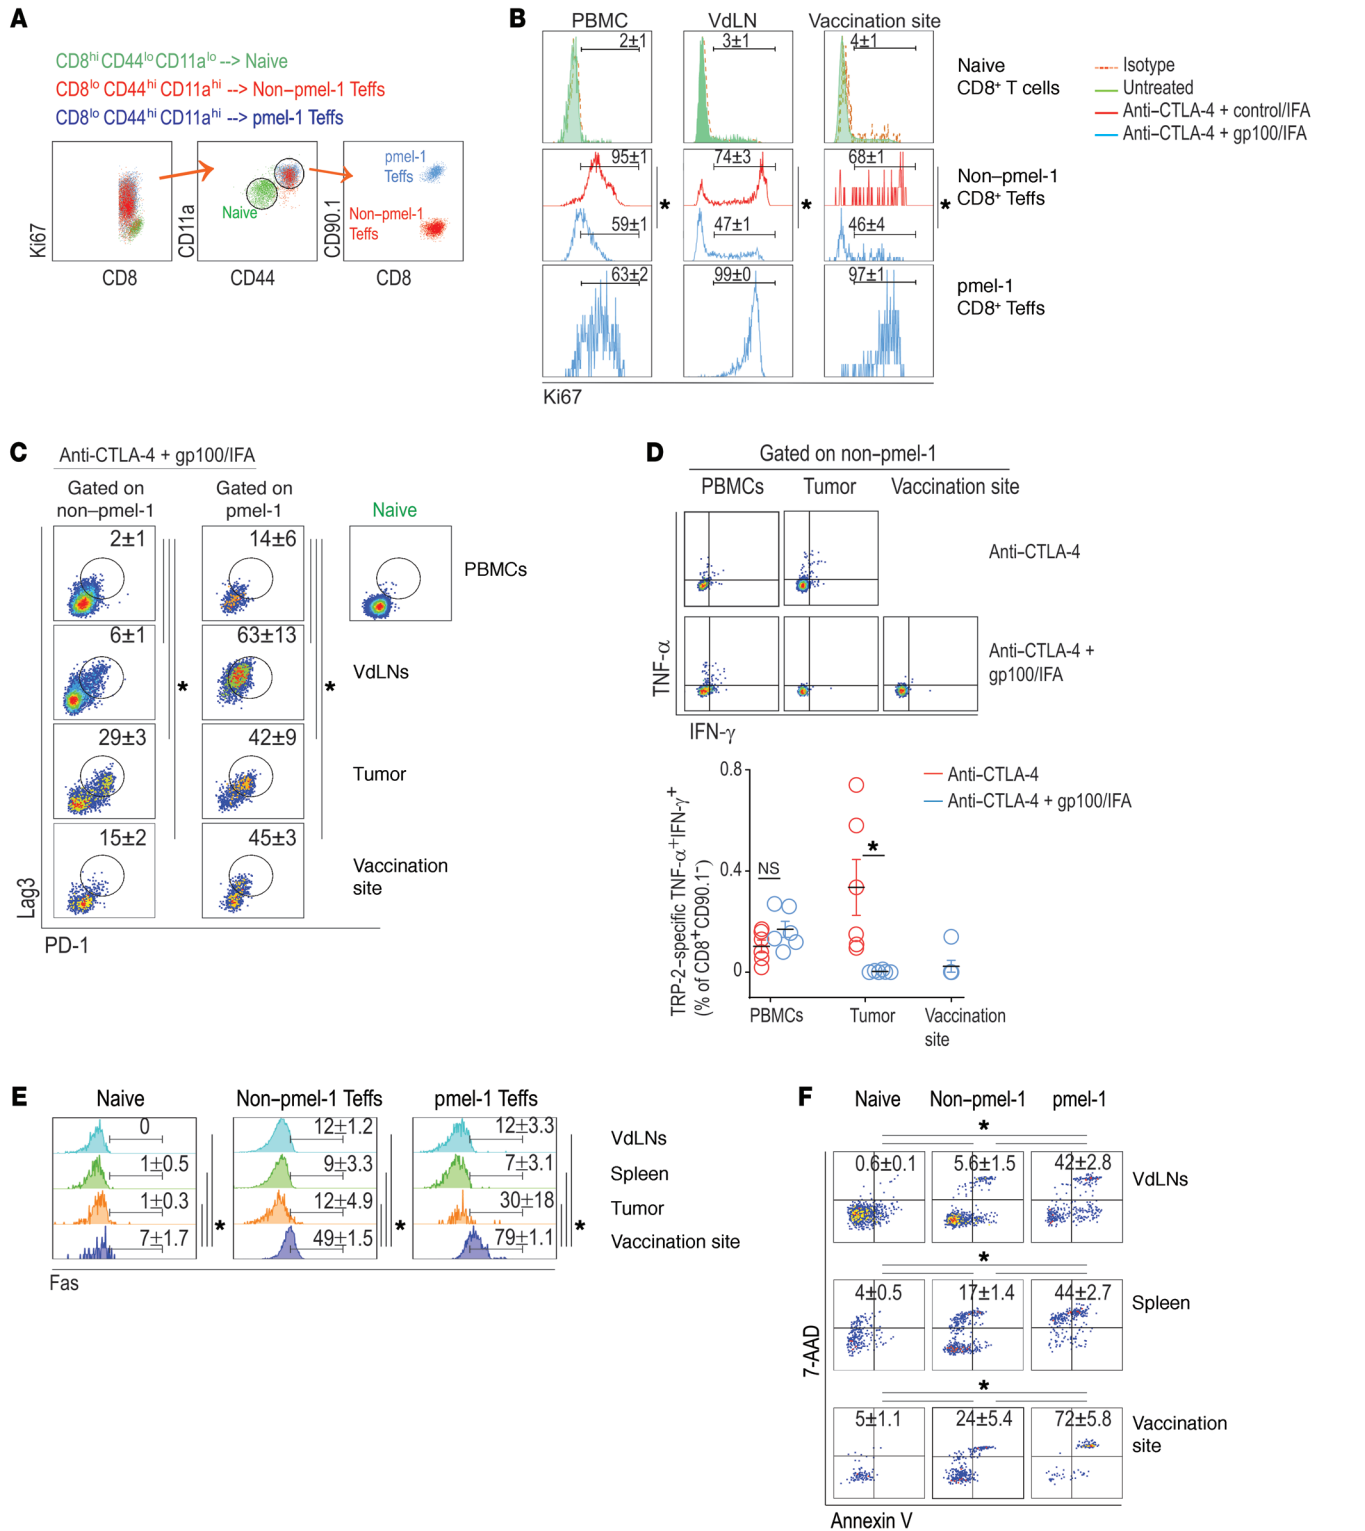 A
CD8hi CD44lo CD11alo --> Naive
CD8lo CD44hi CD11ahi --> Non–pmel-1 Teffs
CD8lo CD44hi CD11ahi --> pmel-1 Teffs
Ki67
CD8
CD11a
Naive
CD44
CD90.1
pmel-1
Teffs
Non-pmel-1
Teffs
CD8
B
PBMC VdLN Vaccination site
2±1 3±1 4±1
Naive
CD8+ T cells
95±1 74±3 68±1
Non–pmel-1
CD8+ Teffs
* * *
59±1 47±1 46±4
63±2 99±0 97±1
pmel-1
CD8+ Teffs
Ki67
Isotype
Untreated
Anti–CTLA-4 + control/IFA
Anti–CTLA-4 + gp100/IFA
C
Anti-CTLA-4 + gp100/IFA
Gated on
non–pmel-1
Gated on
pmel-1
Naive
2±1 14±6
PBMCs
6±1 63±13
VdLNs
* *
29±3 42±9
Tumor
15±2 45±3
Vaccination
site
Lag3
PD-1
D
Gated on non–pmel-1
PBMCs Tumor Vaccination site
Anti–CTLA-4
Anti–CTLA-4 +
gp100/IFA
TNF-α
IFN-γ
TRP-2–specific TNF-α+IFN-γ+
(% of CD8+CD90.1–)
0.8
0.4
0
NS
*
Anti–CTLA-4
Anti–CTLA-4 + gp100/IFA
PBMCs Tumor Vaccination
site
E
Naive Non–pmel-1 Teffs pmel-1 Teffs
0 12±1.2 12±3.3 VdLNs
1±0.5 9±3.3 7±3.1 Spleen
1±0.3 12±4.9 30±18 Tumor
* * *
7±1.7 49±1.5 79±1.1 Vaccination site
Fas
F
Naive Non–pmel-1 pmel-1
*
0.6±0.1 5.6±1.5 42±2.8 VdLNs
*
4±0.5 17±1.4 44±2.7 Spleen
*
5±1.1 24±5.4 72±5.8 Vaccination
site
7-AAD
Annexin V